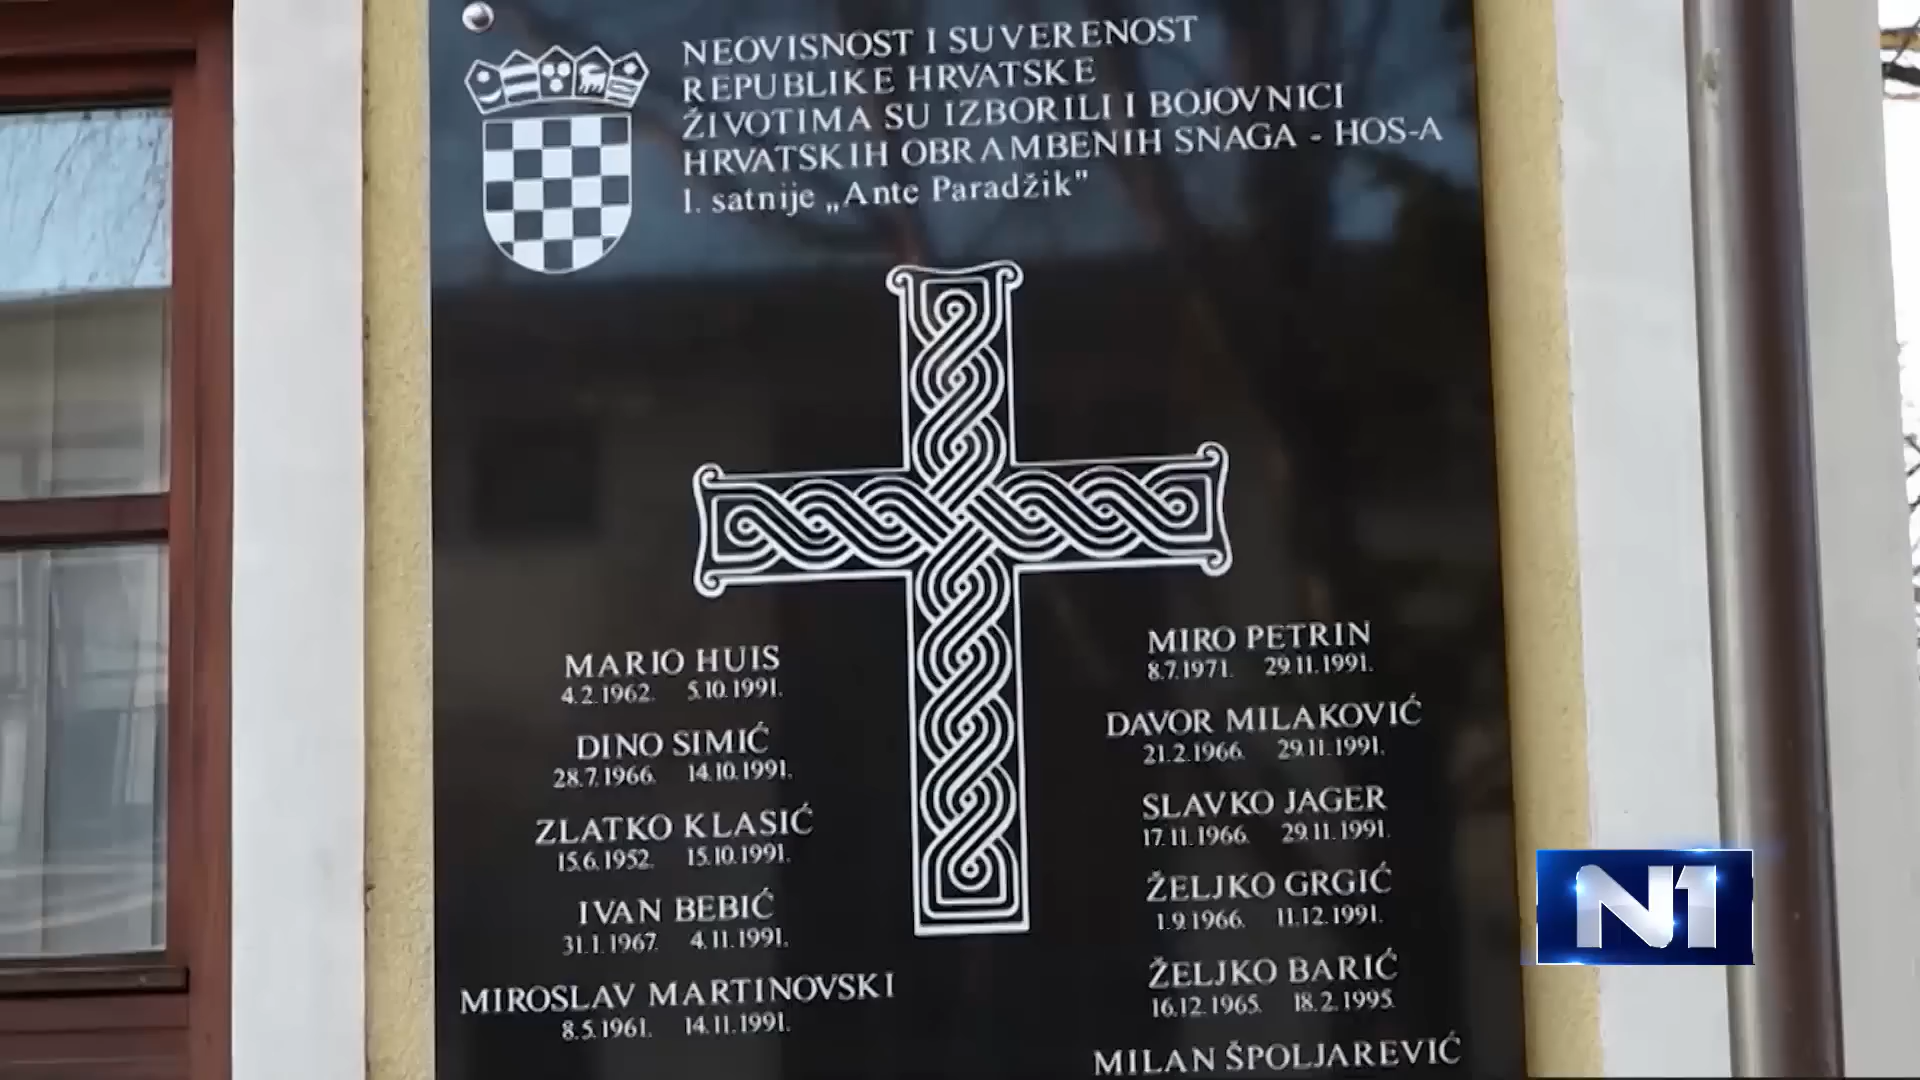 NEOVISNOST I SUVERENOST
REPUBLIKE HRVATSKE
ŽIVOTIMA SU IZBORILI I BOJOVNICI
HRVATSKIH OBRAMBENIH SNAGA - HOS-A
1. satnije „Ante Paradžik"
MARIO HUIS
4.2.1962. 5.10.1991.
DINO SIMIĆ
28.7.1966. 14.10.1991.
ZLATKO KLASIĆ
15.6.1952. 15.10.1991.
IVAN BEBIĆ
31.1.1967. 4.11.1991.
MIROSLAV MARTINOVSKI
8.5.1961. 14.11.1991.
MIRO PETRIN
8.7.1971. 29.11.1991.
DAVOR MILAKOVIĆ
21.2.1966. 29.11.1991.
SLAVKO JAGER
17.11.1966. 29.11.1991.
ŽELJKO GRGIĆ
1.9.1966. 11.12.1991.
ŽELJKO BARIĆ
16.12.1965. 18.2.1995.
MILAN ŠPOLJAREVIĆ
N1